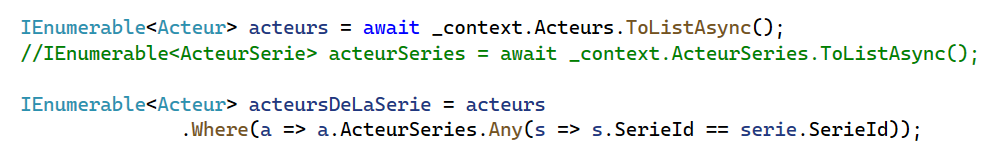 IEnumerable<Acteur> acteurs = await _context.Acteurs.ToListAsync();
//IEnumerable<ActeurSerie> acteurSeries = await _context.ActeurSeries.ToListAsync();
IEnumerable<Acteur> acteursDeLaSerie = acteurs
.Where(a => a.ActeurSeries.Any(s => s.SerieId == serie.SerieId));